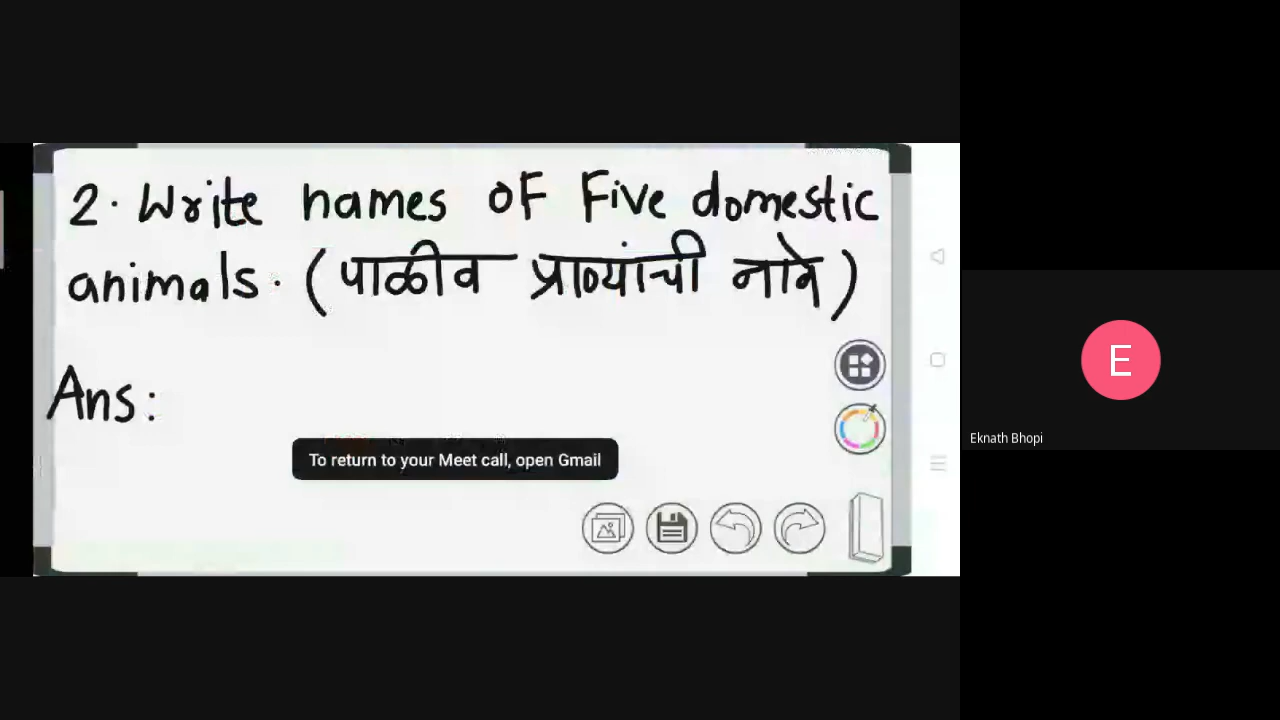 2. Write names OF Five domestic
animals. (पाळीव प्राण्यांची नावे)
Ans:
To return to your Meet call, open Gmail
E
Eknath Bhopi